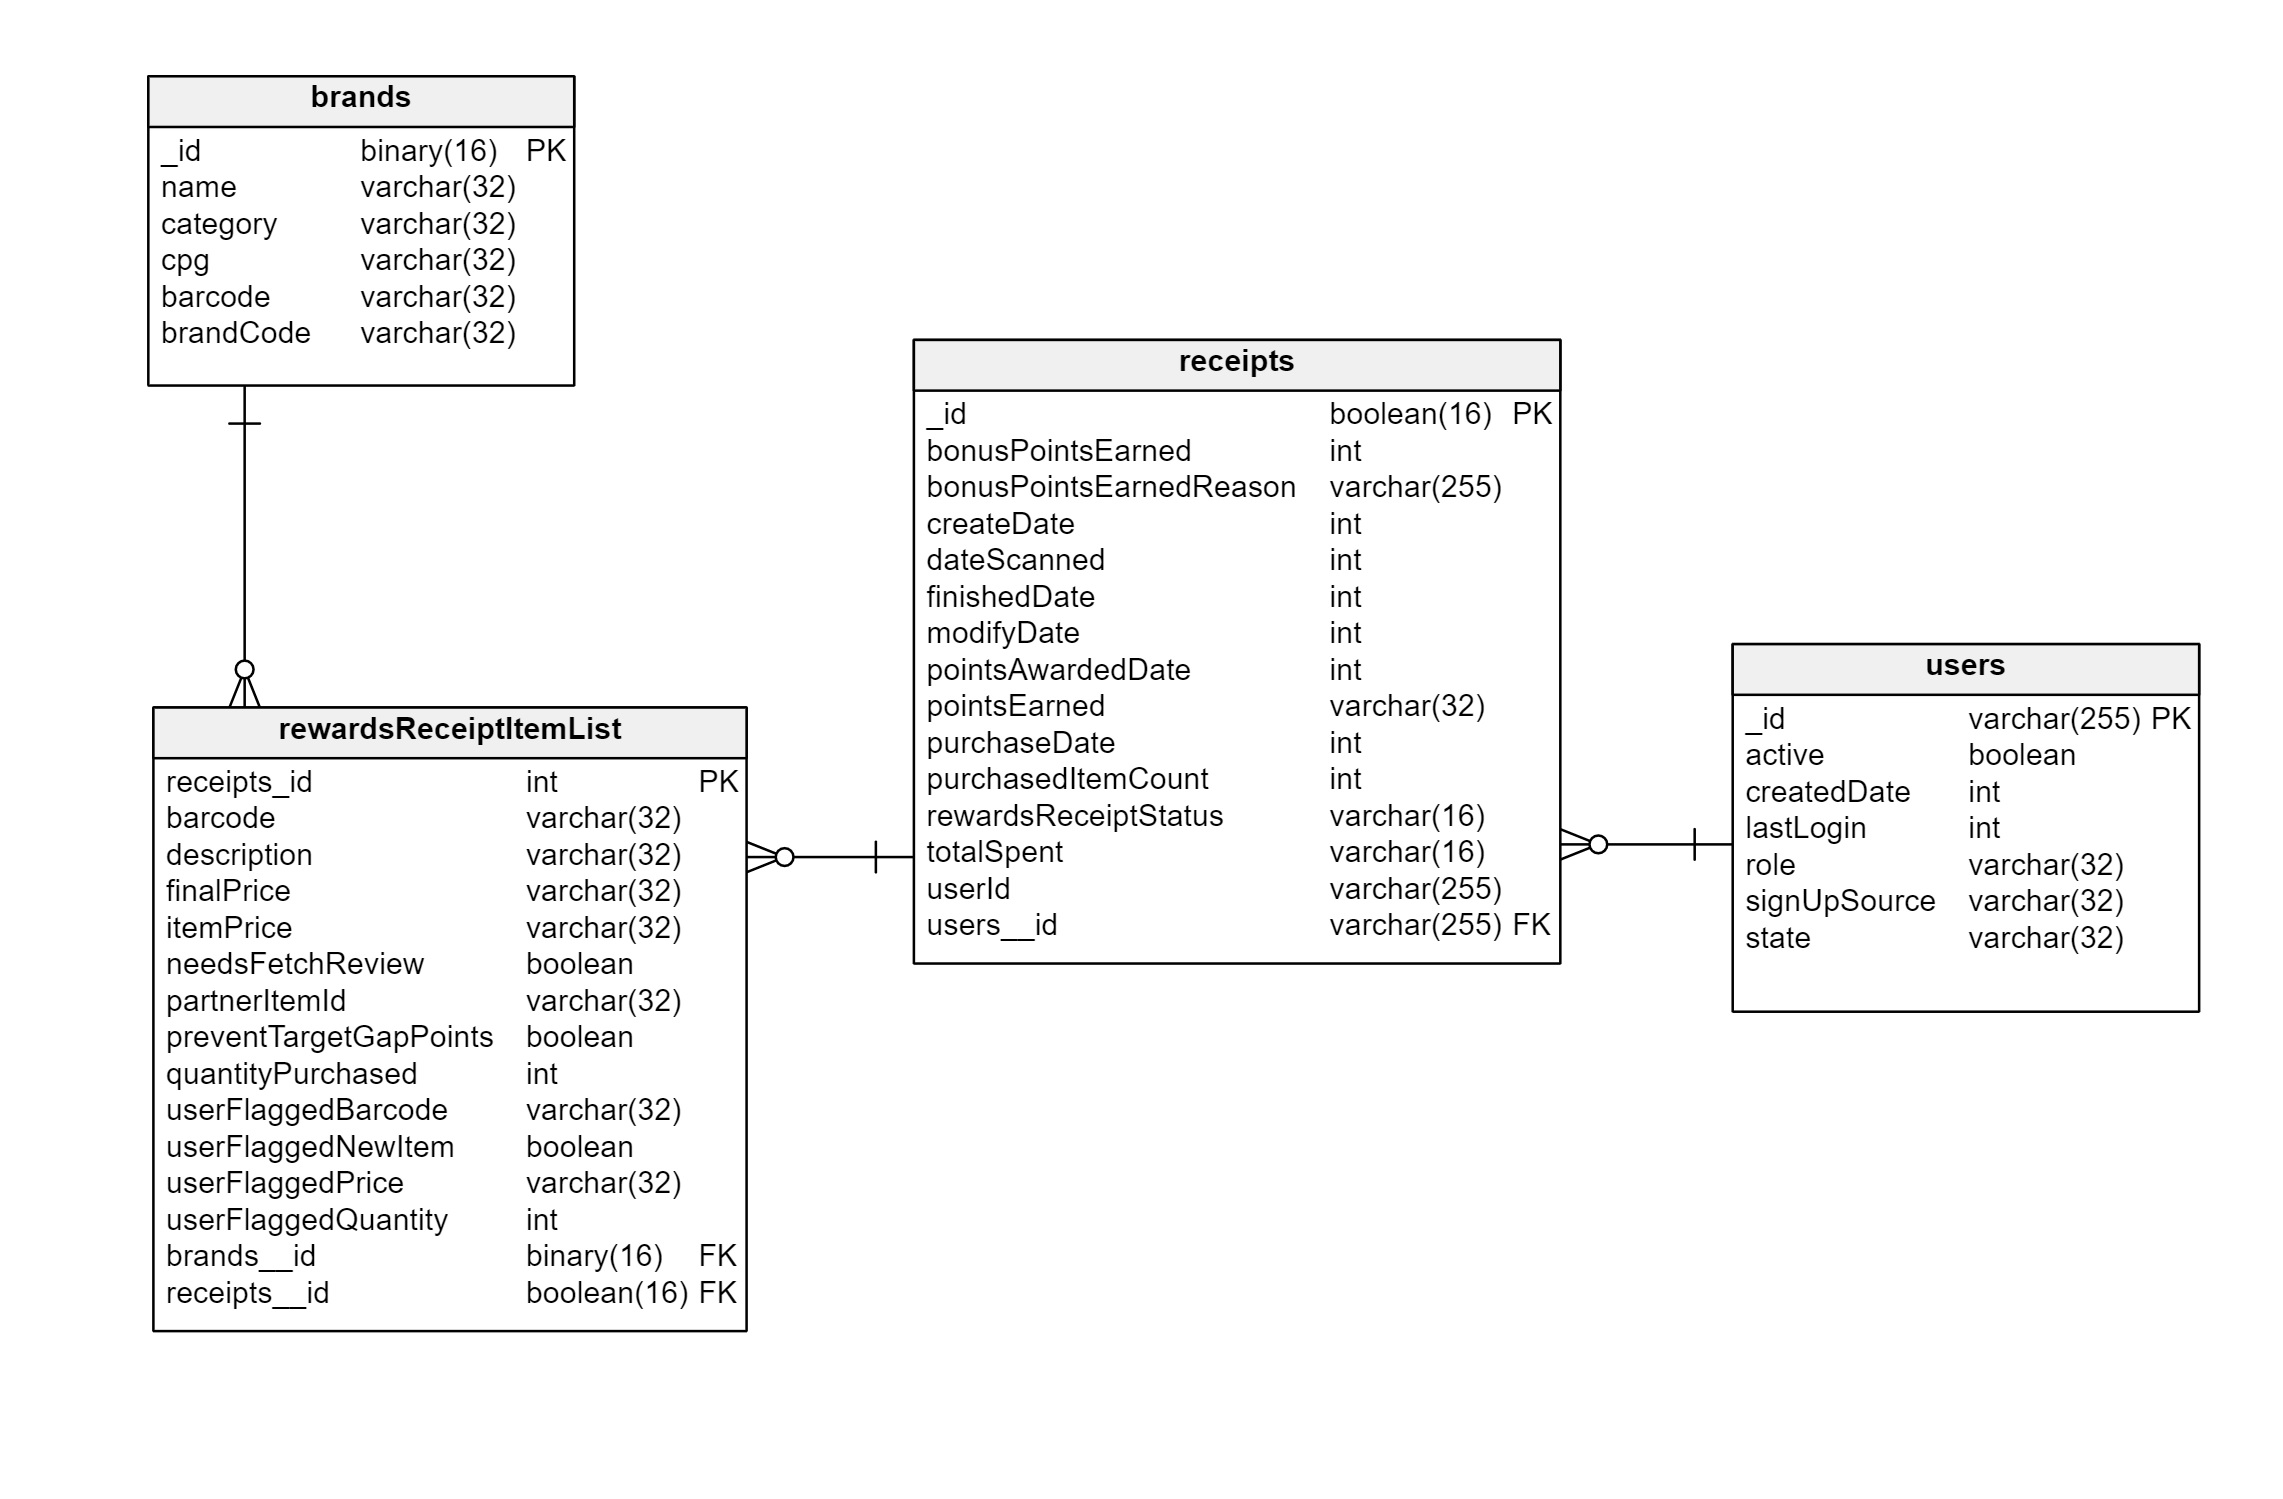 brands
_id binary(16) PK
name varchar(32)
category varchar(32)
cpg varchar(32)
barcode varchar(32)
brandCode varchar(32)
receipts
_id boolean(16) PK
bonusPointsEarned int
bonusPointsEarnedReason varchar(255)
createDate int
dateScanned int
finishedDate int
modifyDate int
pointsAwardedDate int
pointsEarned varchar(32)
purchaseDate int
purchasedItemCount int
rewardsReceiptStatus varchar(16)
totalSpent varchar(16)
userId varchar(255)
users__id varchar(255) FK
users
_id varchar(255) PK
active boolean
createdDate int
lastLogin int
role varchar(32)
signUpSource varchar(32)
state varchar(32)
rewardsReceiptItemList
receipts_id int PK
barcode varchar(32)
description varchar(32)
finalPrice varchar(32)
itemPrice varchar(32)
needsFetchReview boolean
partnerItemId varchar(32)
preventTargetGapPoints boolean
quantityPurchased int
userFlaggedBarcode varchar(32)
userFlaggedNewItem boolean
userFlaggedPrice varchar(32)
userFlaggedQuantity int
brands__id binary(16) FK
receipts__id boolean(16) FK